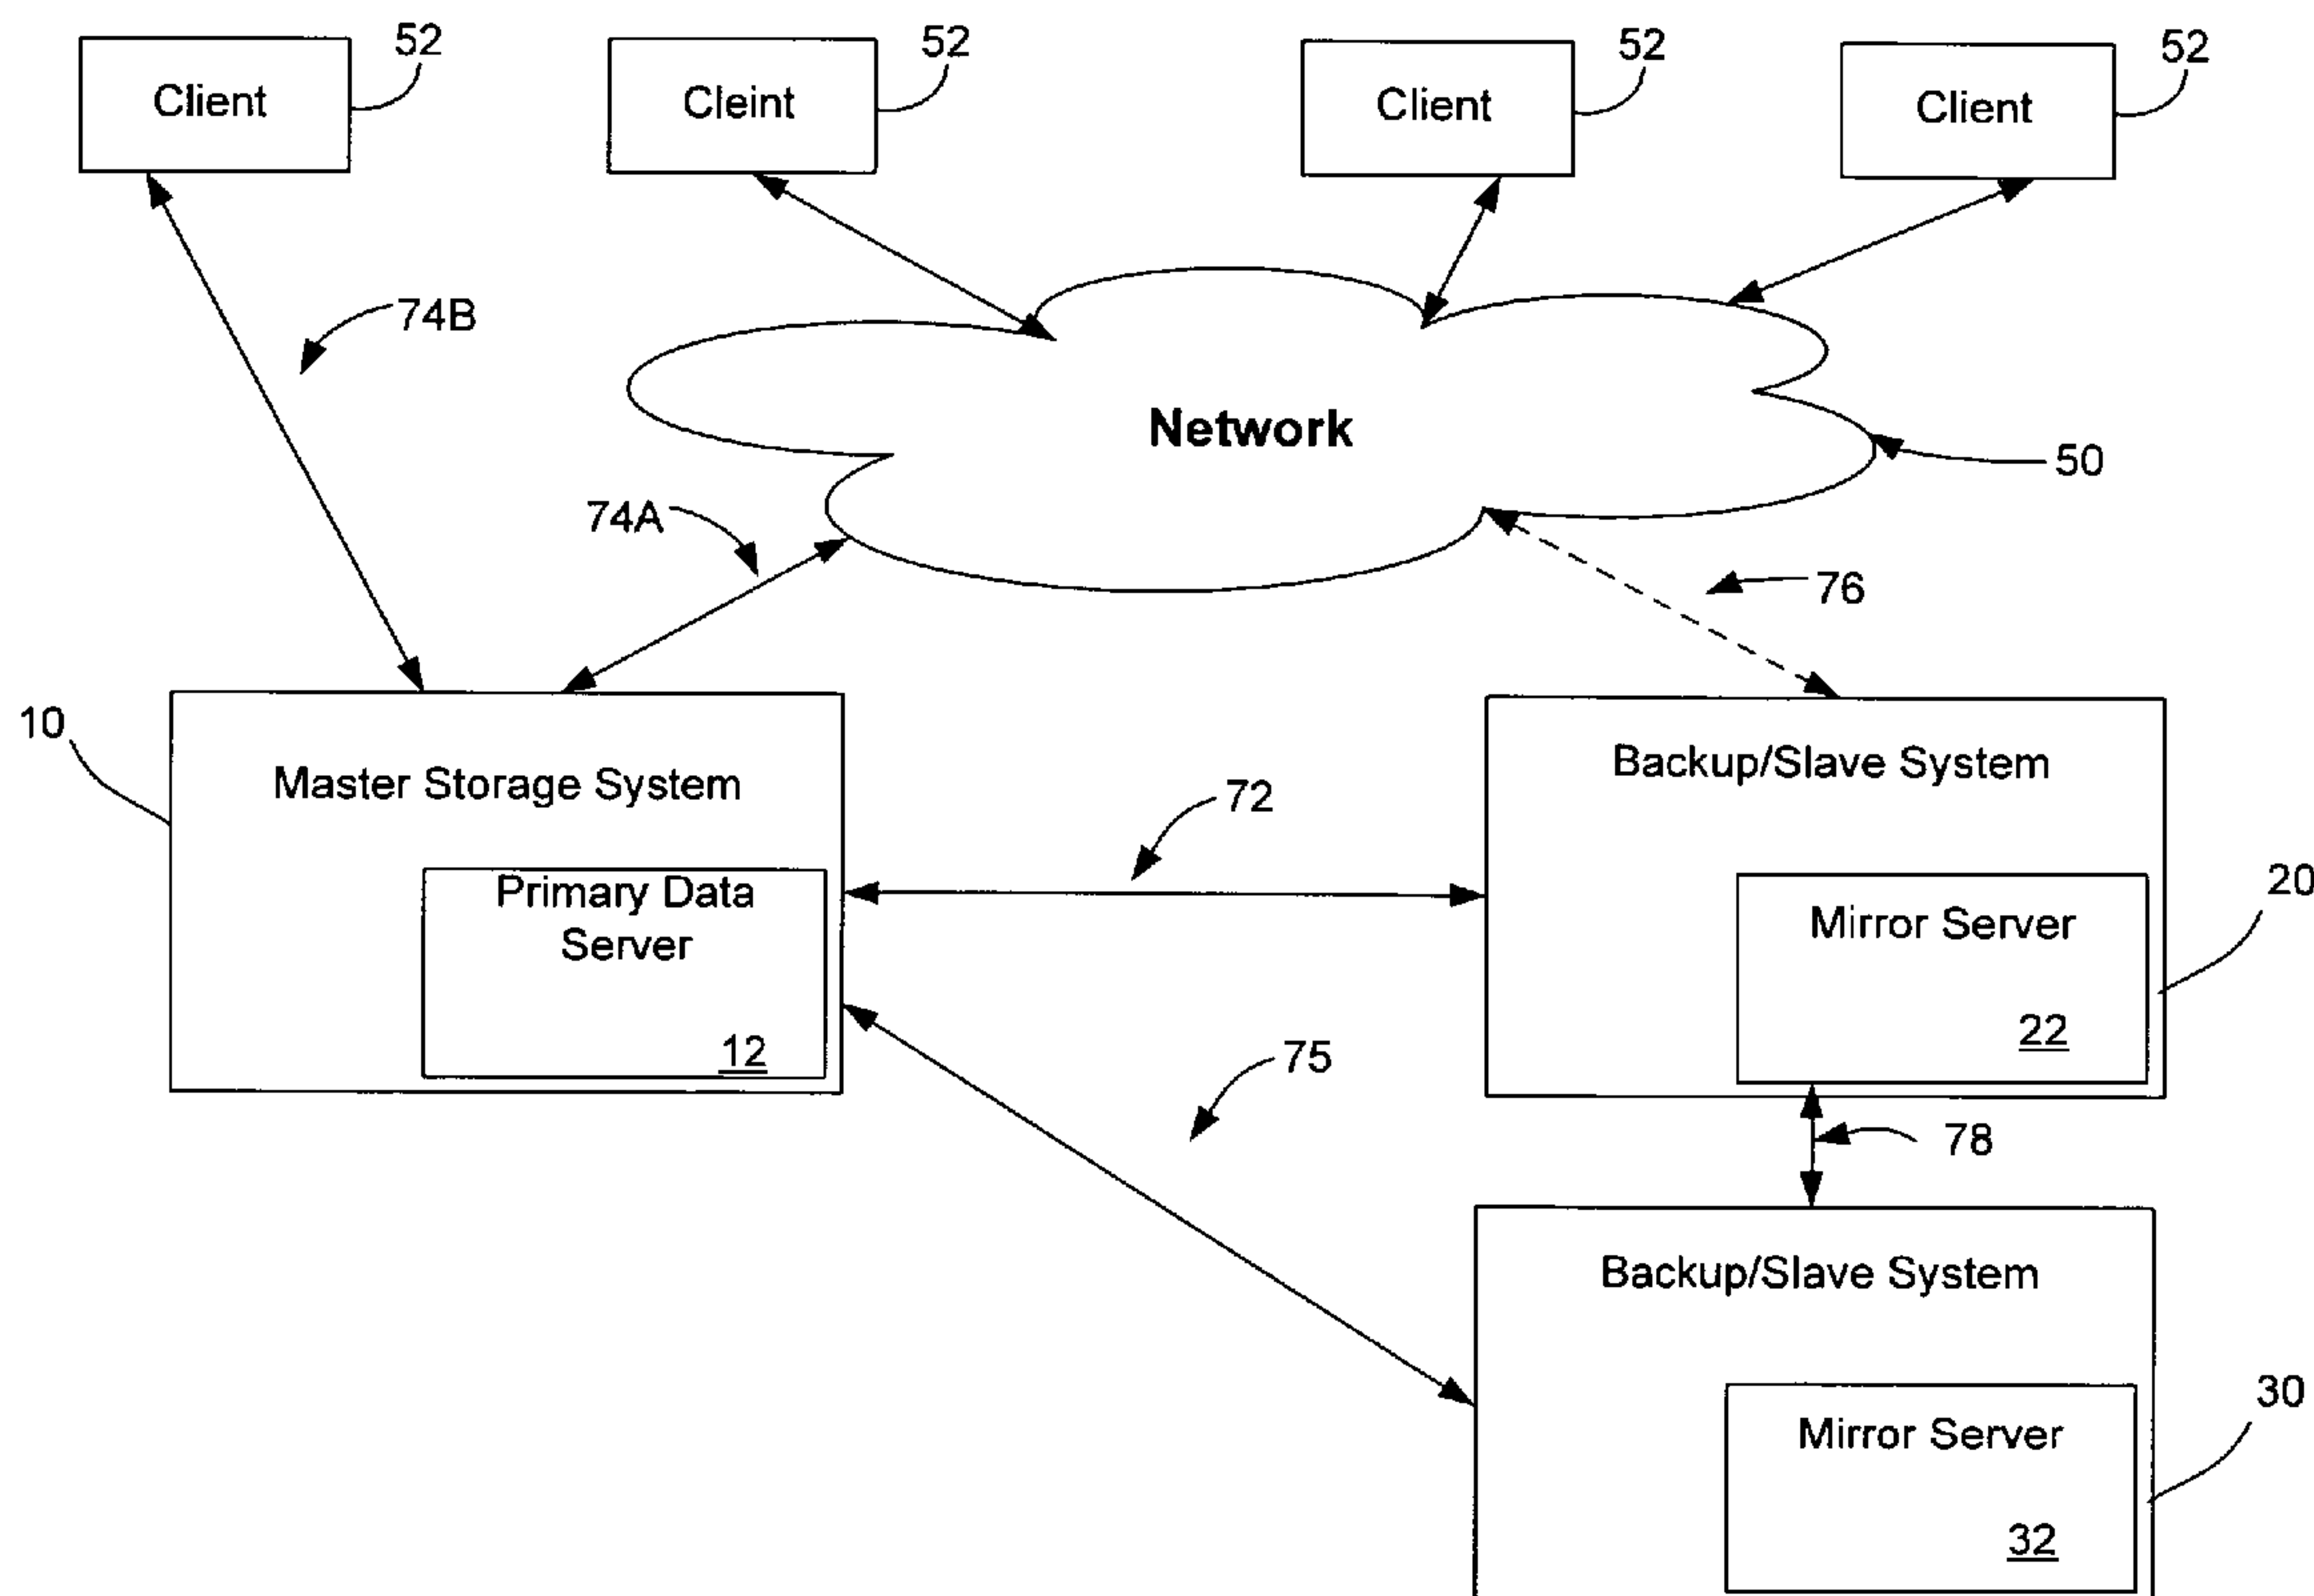 52
52
52
52
Client
Cleint
Client
Client
74B
Network
50
74A
76
10
Master Storage System
Backup/Slave System
72
Primary Data
Server
12
Mirror Server
20
22
75
78
Backup/Slave System
30
Mirror Server
32